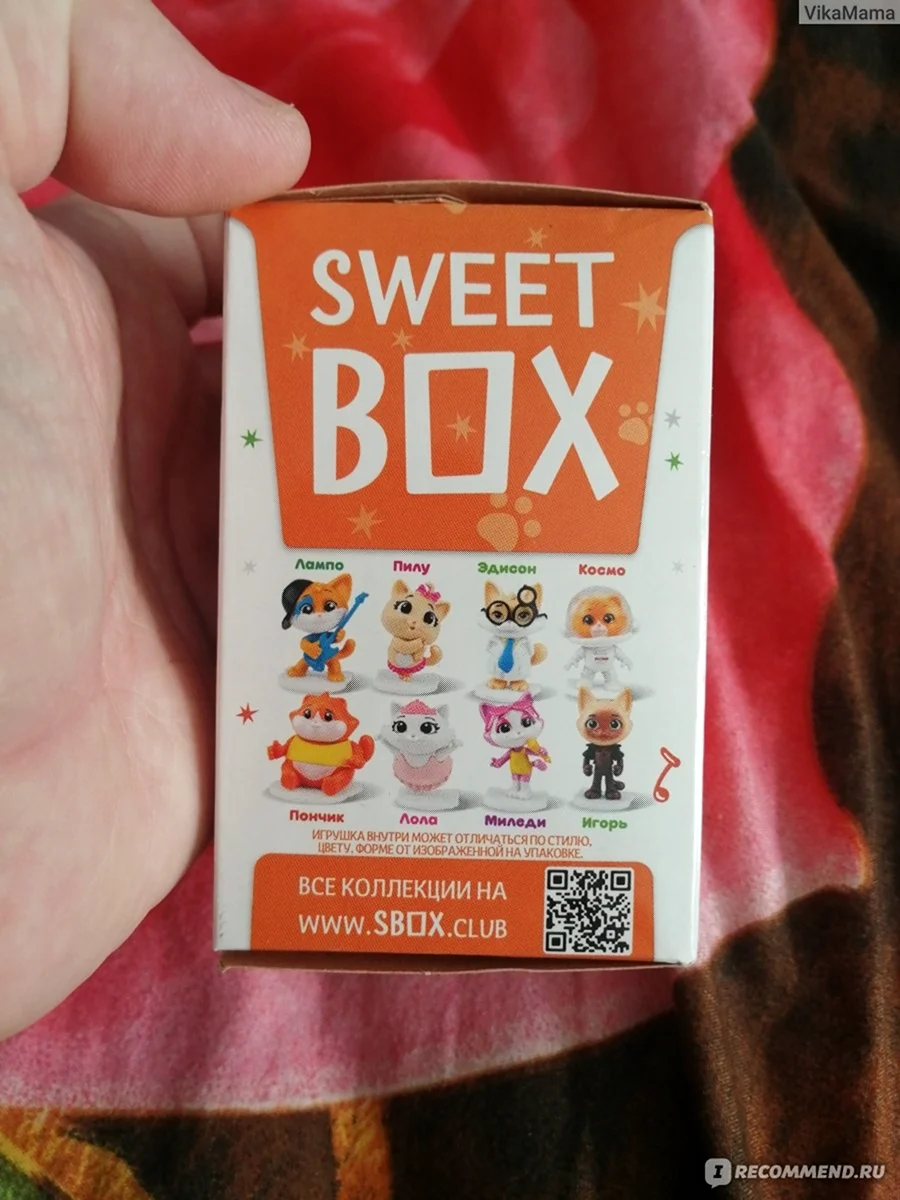 VikaMama
SWEET
BOX
Лампо Пилу Эдисон Космо
Пончик Лола Миледи Игорь
ИГРУШКА ВНУТРИ МОЖЕТ ОТЛИЧАТЬСЯ ПО СТИЛЮ,
ЦВЕТУ, ФОРМЕ ОТ ИЗОБРАЖЕННОЙ НА УПАКОВКЕ.
ВСЕ КОЛЛЕКЦИИ НА
WWW.SBOX.CLUB
IRECOMMEND.RU